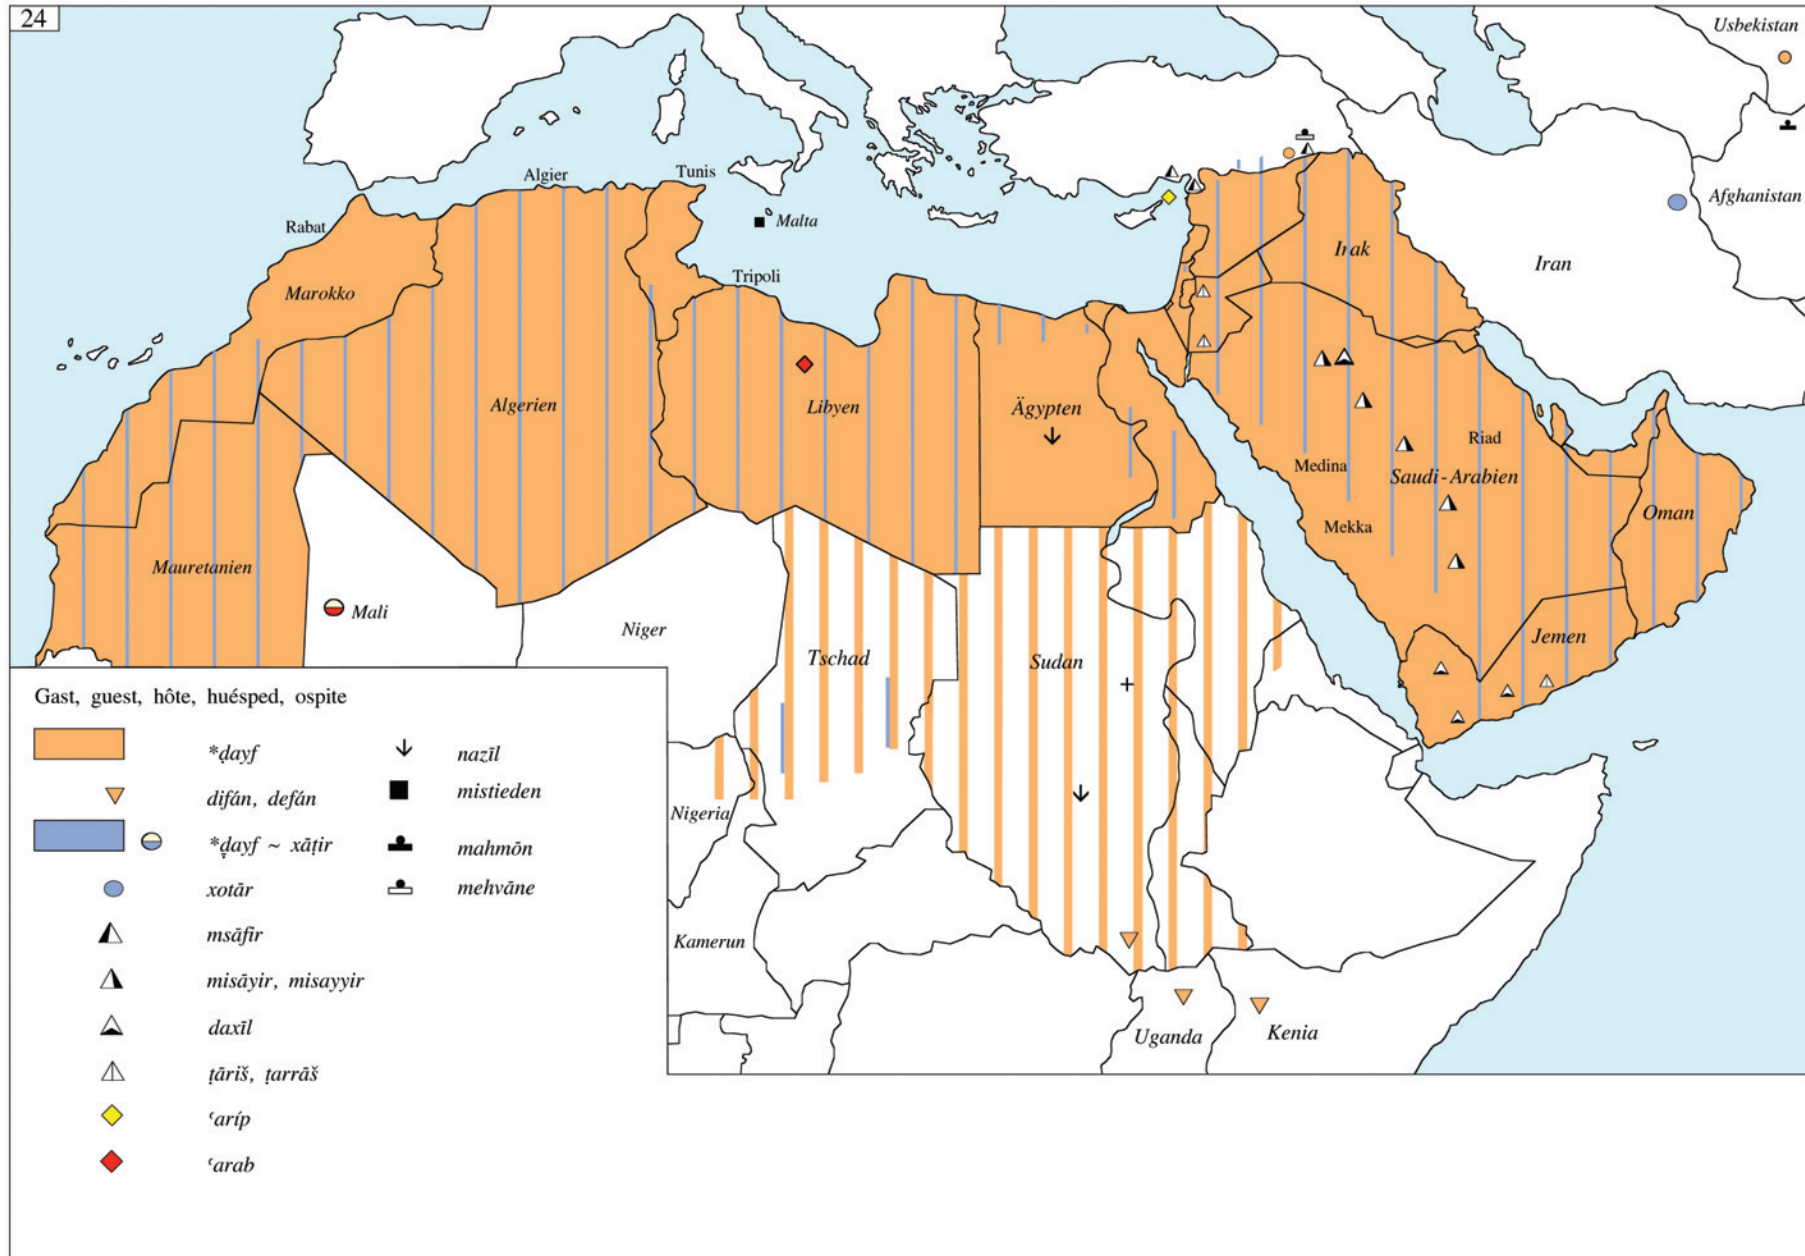 24
Usbekistan
Afghanistan
Iran
Irak
Tunis
Algier
Rabat
Malta
Tripoli
Marokko
Algerien
Libyen
Ägypten
Riad
Medina
Saudi-Arabien
Mekka
Oman
Mauretanien
Mali
Niger
Tschad
Sudan
Jemen
Nigeria
Kamerun
Uganda
Kenia
Gast, guest, hôte, huésped, ospite
*ḍayf
difán, defán
*ḏ̣ayf ~ xāṭir
xotār
msāfir
misāyir, misayyir
daxīl
ṭāriš, ṭarrāš
ʿaríp
ʿarab
nazīl
mistieden
mahmōn
mehvāne